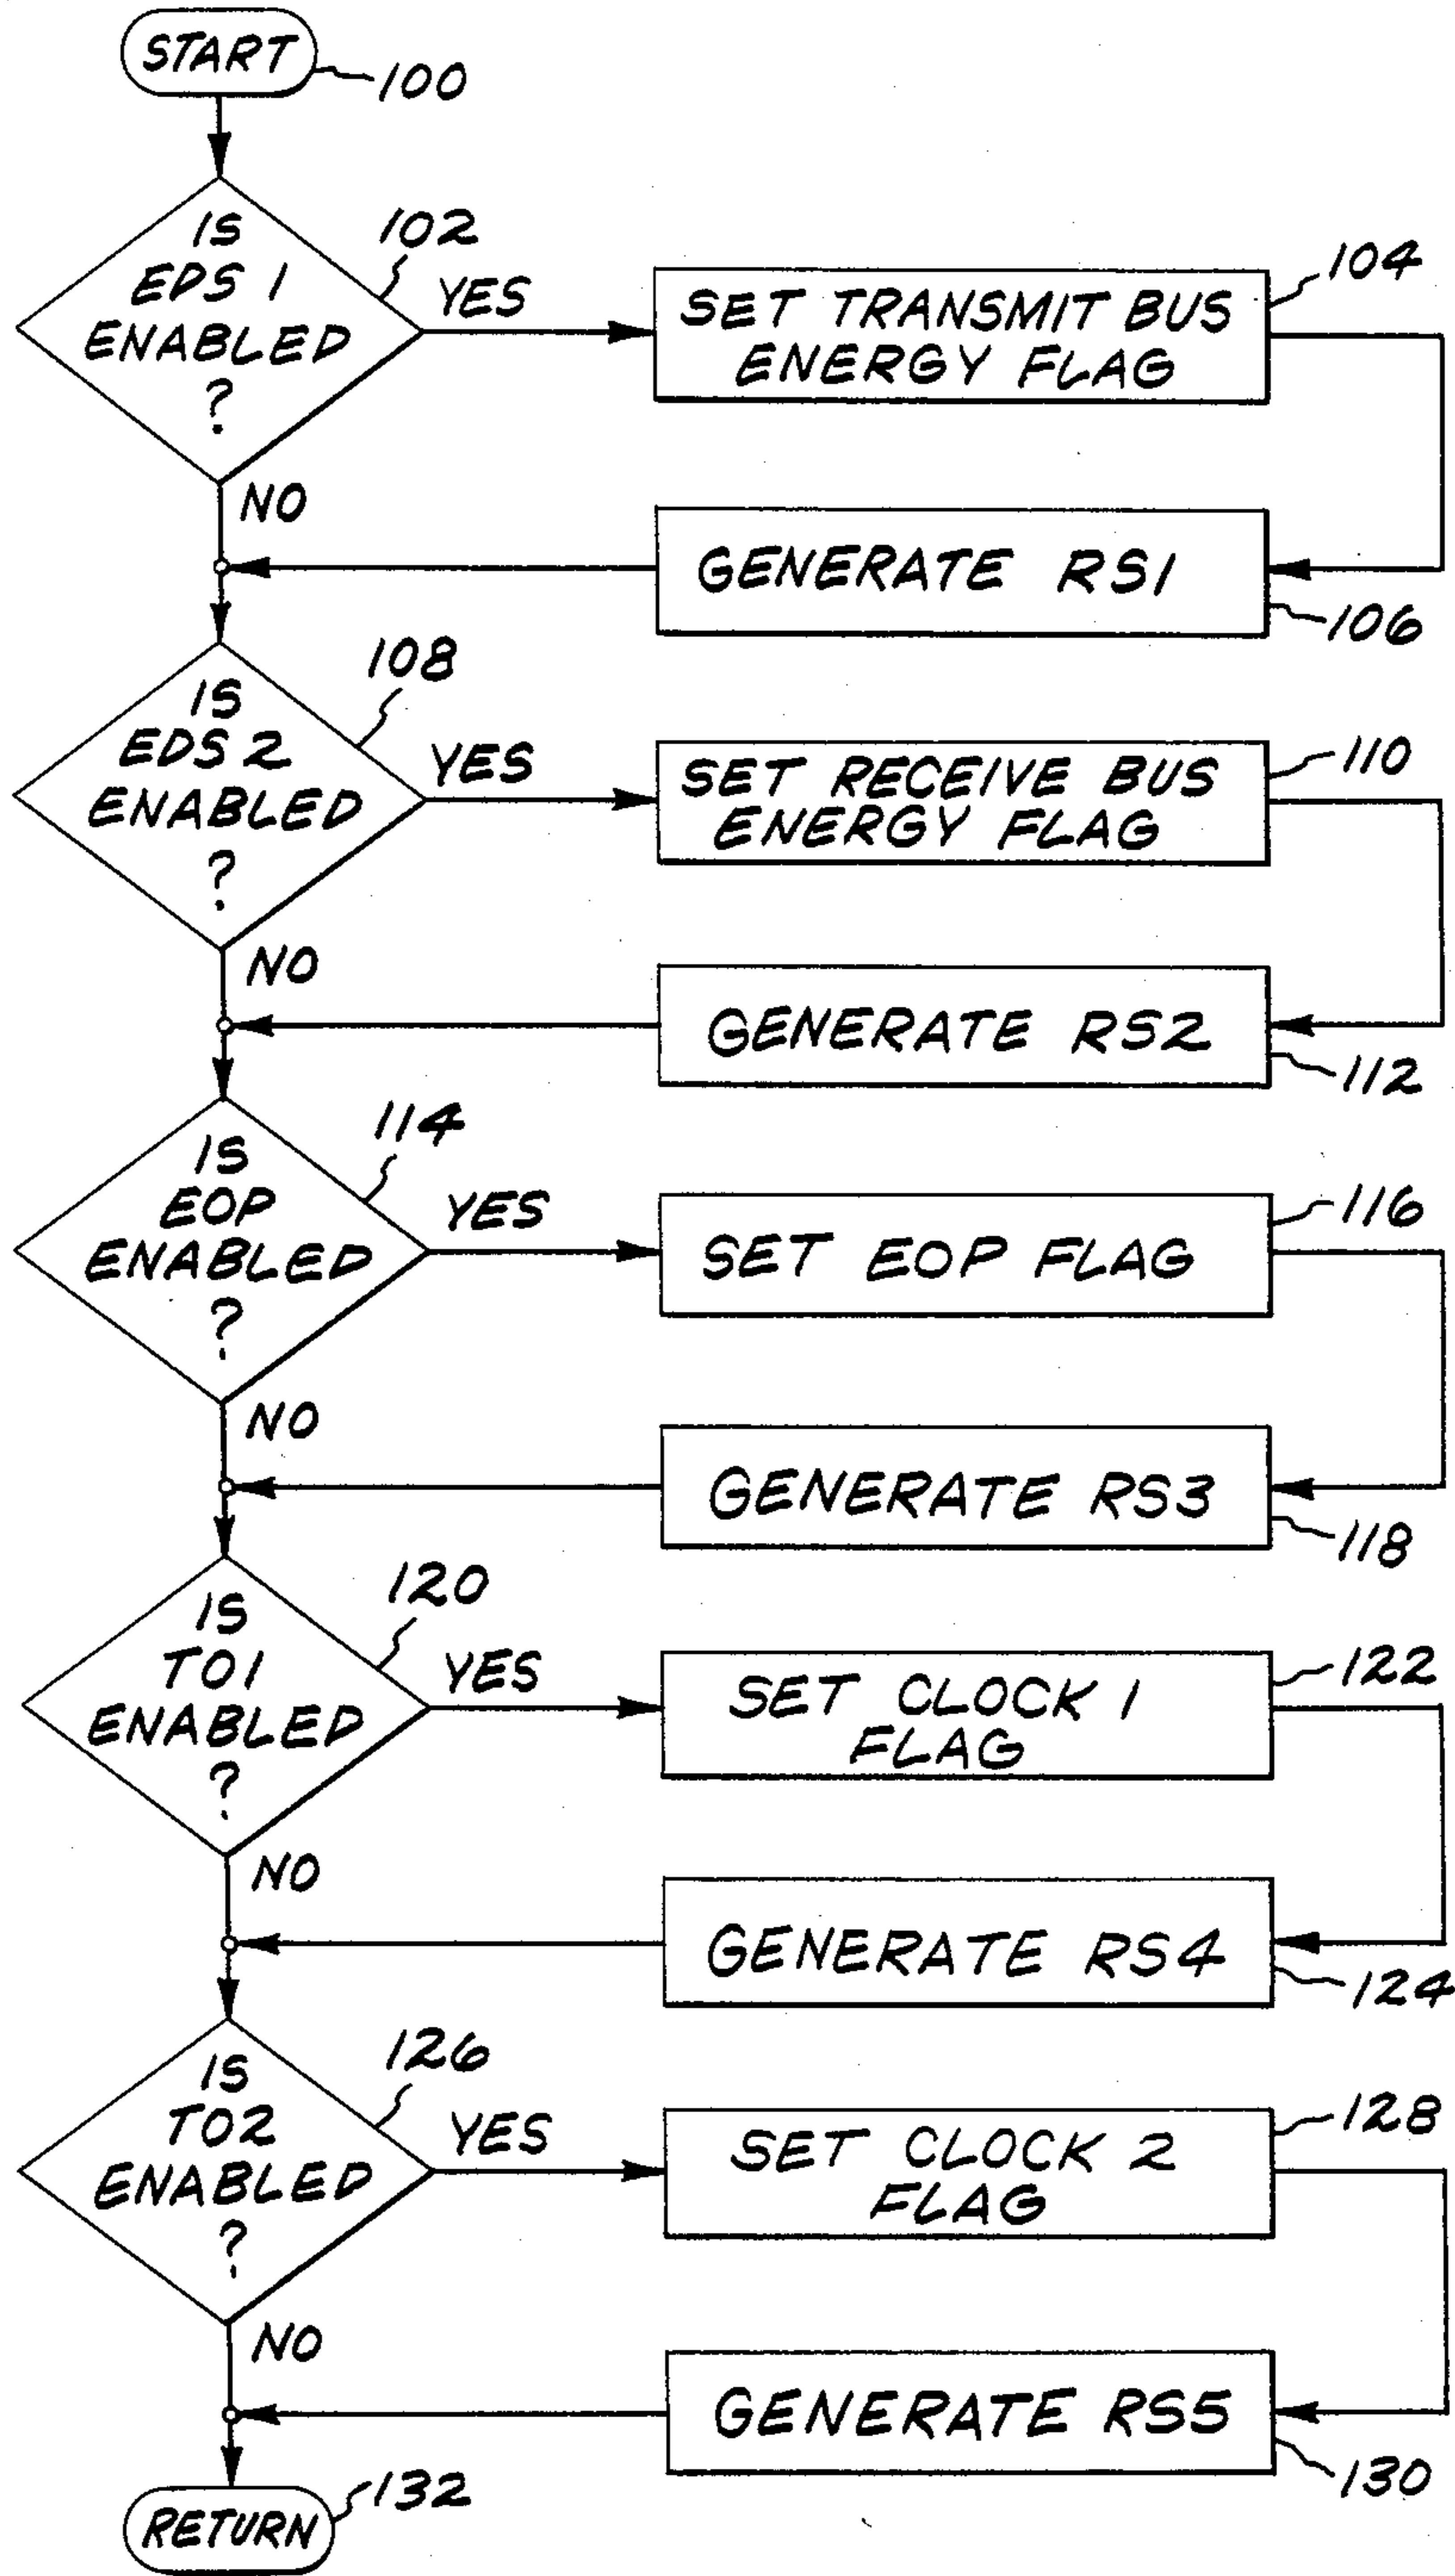 START
100
IS
EDS 1
ENABLED
?
102
YES
SET TRANSMIT BUS
ENERGY FLAG
104
NO
GENERATE RS1
106
IS
EDS 2
ENABLED
?
108
YES
SET RECEIVE BUS
ENERGY FLAG
110
NO
GENERATE RS2
112
IS
EOP
ENABLED
?
114
YES
SET EOP FLAG
116
NO
GENERATE RS3
118
IS
TO1
ENABLED
?
120
YES
SET CLOCK 1
FLAG
122
NO
GENERATE RS4
124
IS
TO2
ENABLED
?
126
YES
SET CLOCK 2
FLAG
128
NO
GENERATE RS5
130
RETURN
132